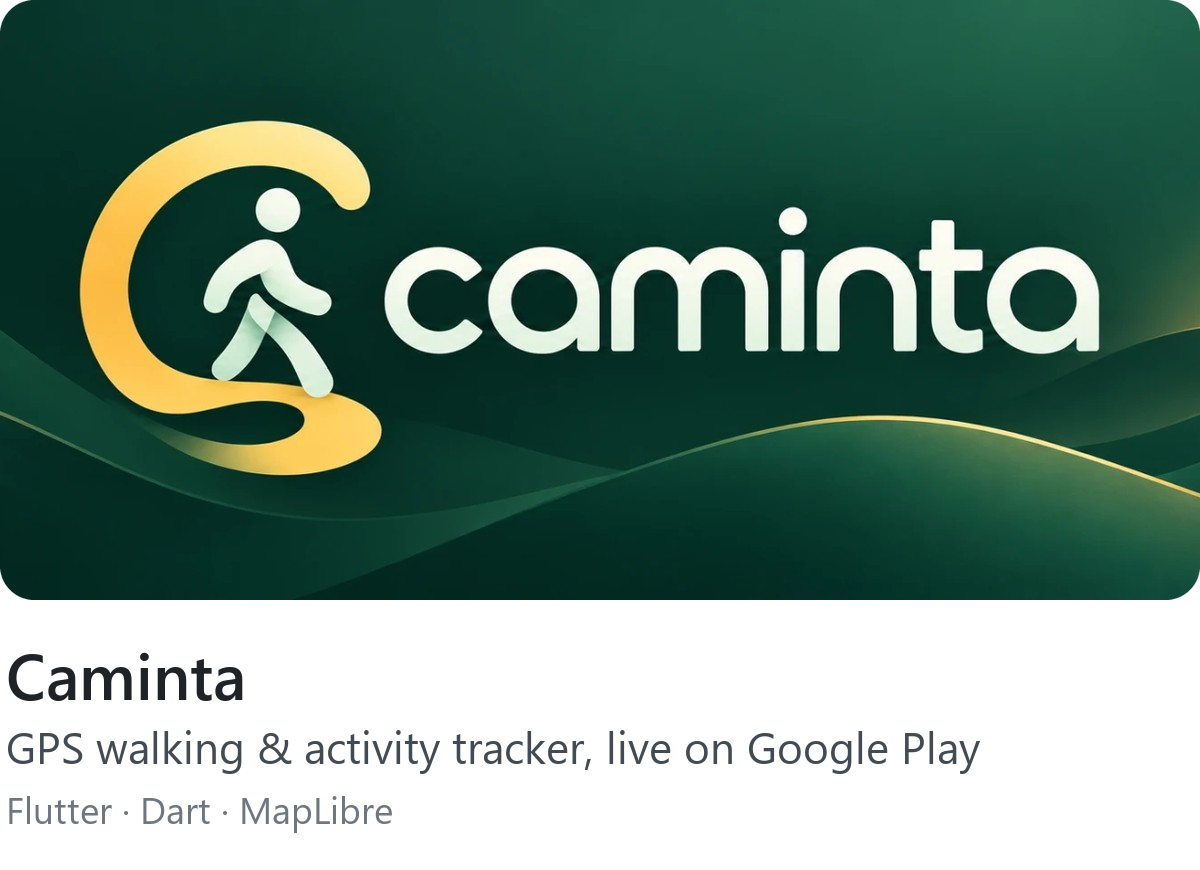 caminta
Caminta
GPS walking & activity tracker, live on Google Play
Flutter · Dart · MapLibre